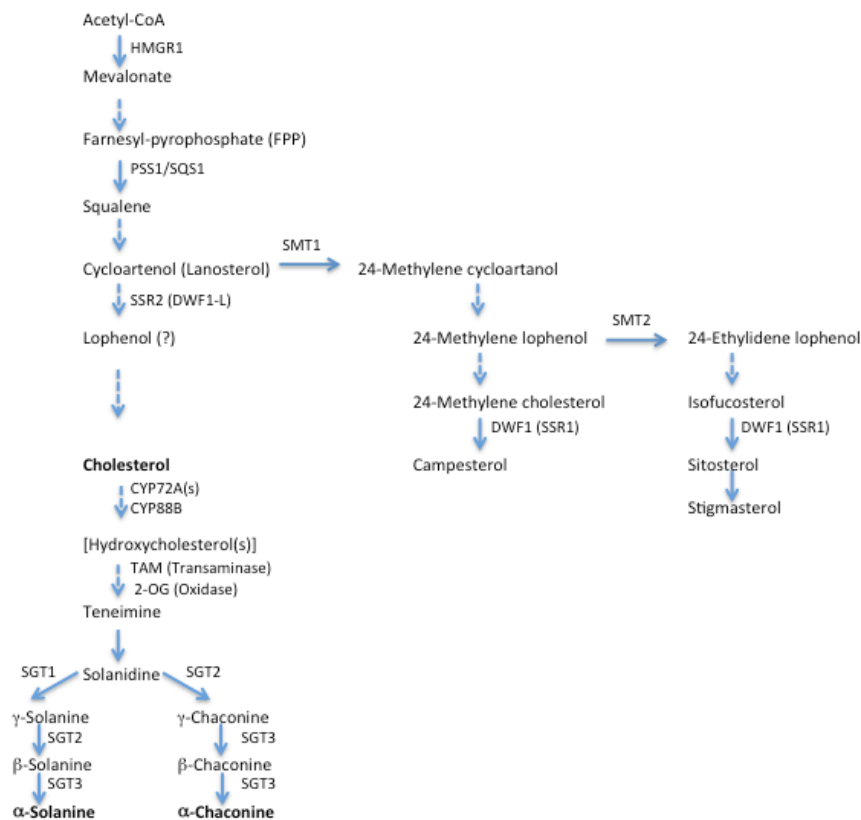 Acetyl-CoA
HMGR1
Mevalonate
Farnesyl-pyrophosphate (FPP)
PSS1/SQS1
Squalene
SMT1
Cycloartenol (Lanosterol)
24-Methylene cycloartanol
SSR2 (DWF1-L)
SMT2
Lophenol (?)
24-Methylene lophenol
24-Ethylidene lophenol
24-Methylene cholesterol
Isofucosterol
DWF1 (SSR1)
DWF1 (SSR1)
Cholesterol
Campesterol
Sitosterol
CYP72A(s)
CYP88B
Stigmasterol
[Hydroxycholesterol(s)]
TAM (Transaminase)
2-OG (Oxidase)
Teneimine
SGT1
Solanidine
SGT2
γ-Solanine
γ-Chaconine
SGT2
SGT3
β-Solanine
β-Chaconine
SGT3
SGT3
α-Solanine
α-Chaconine